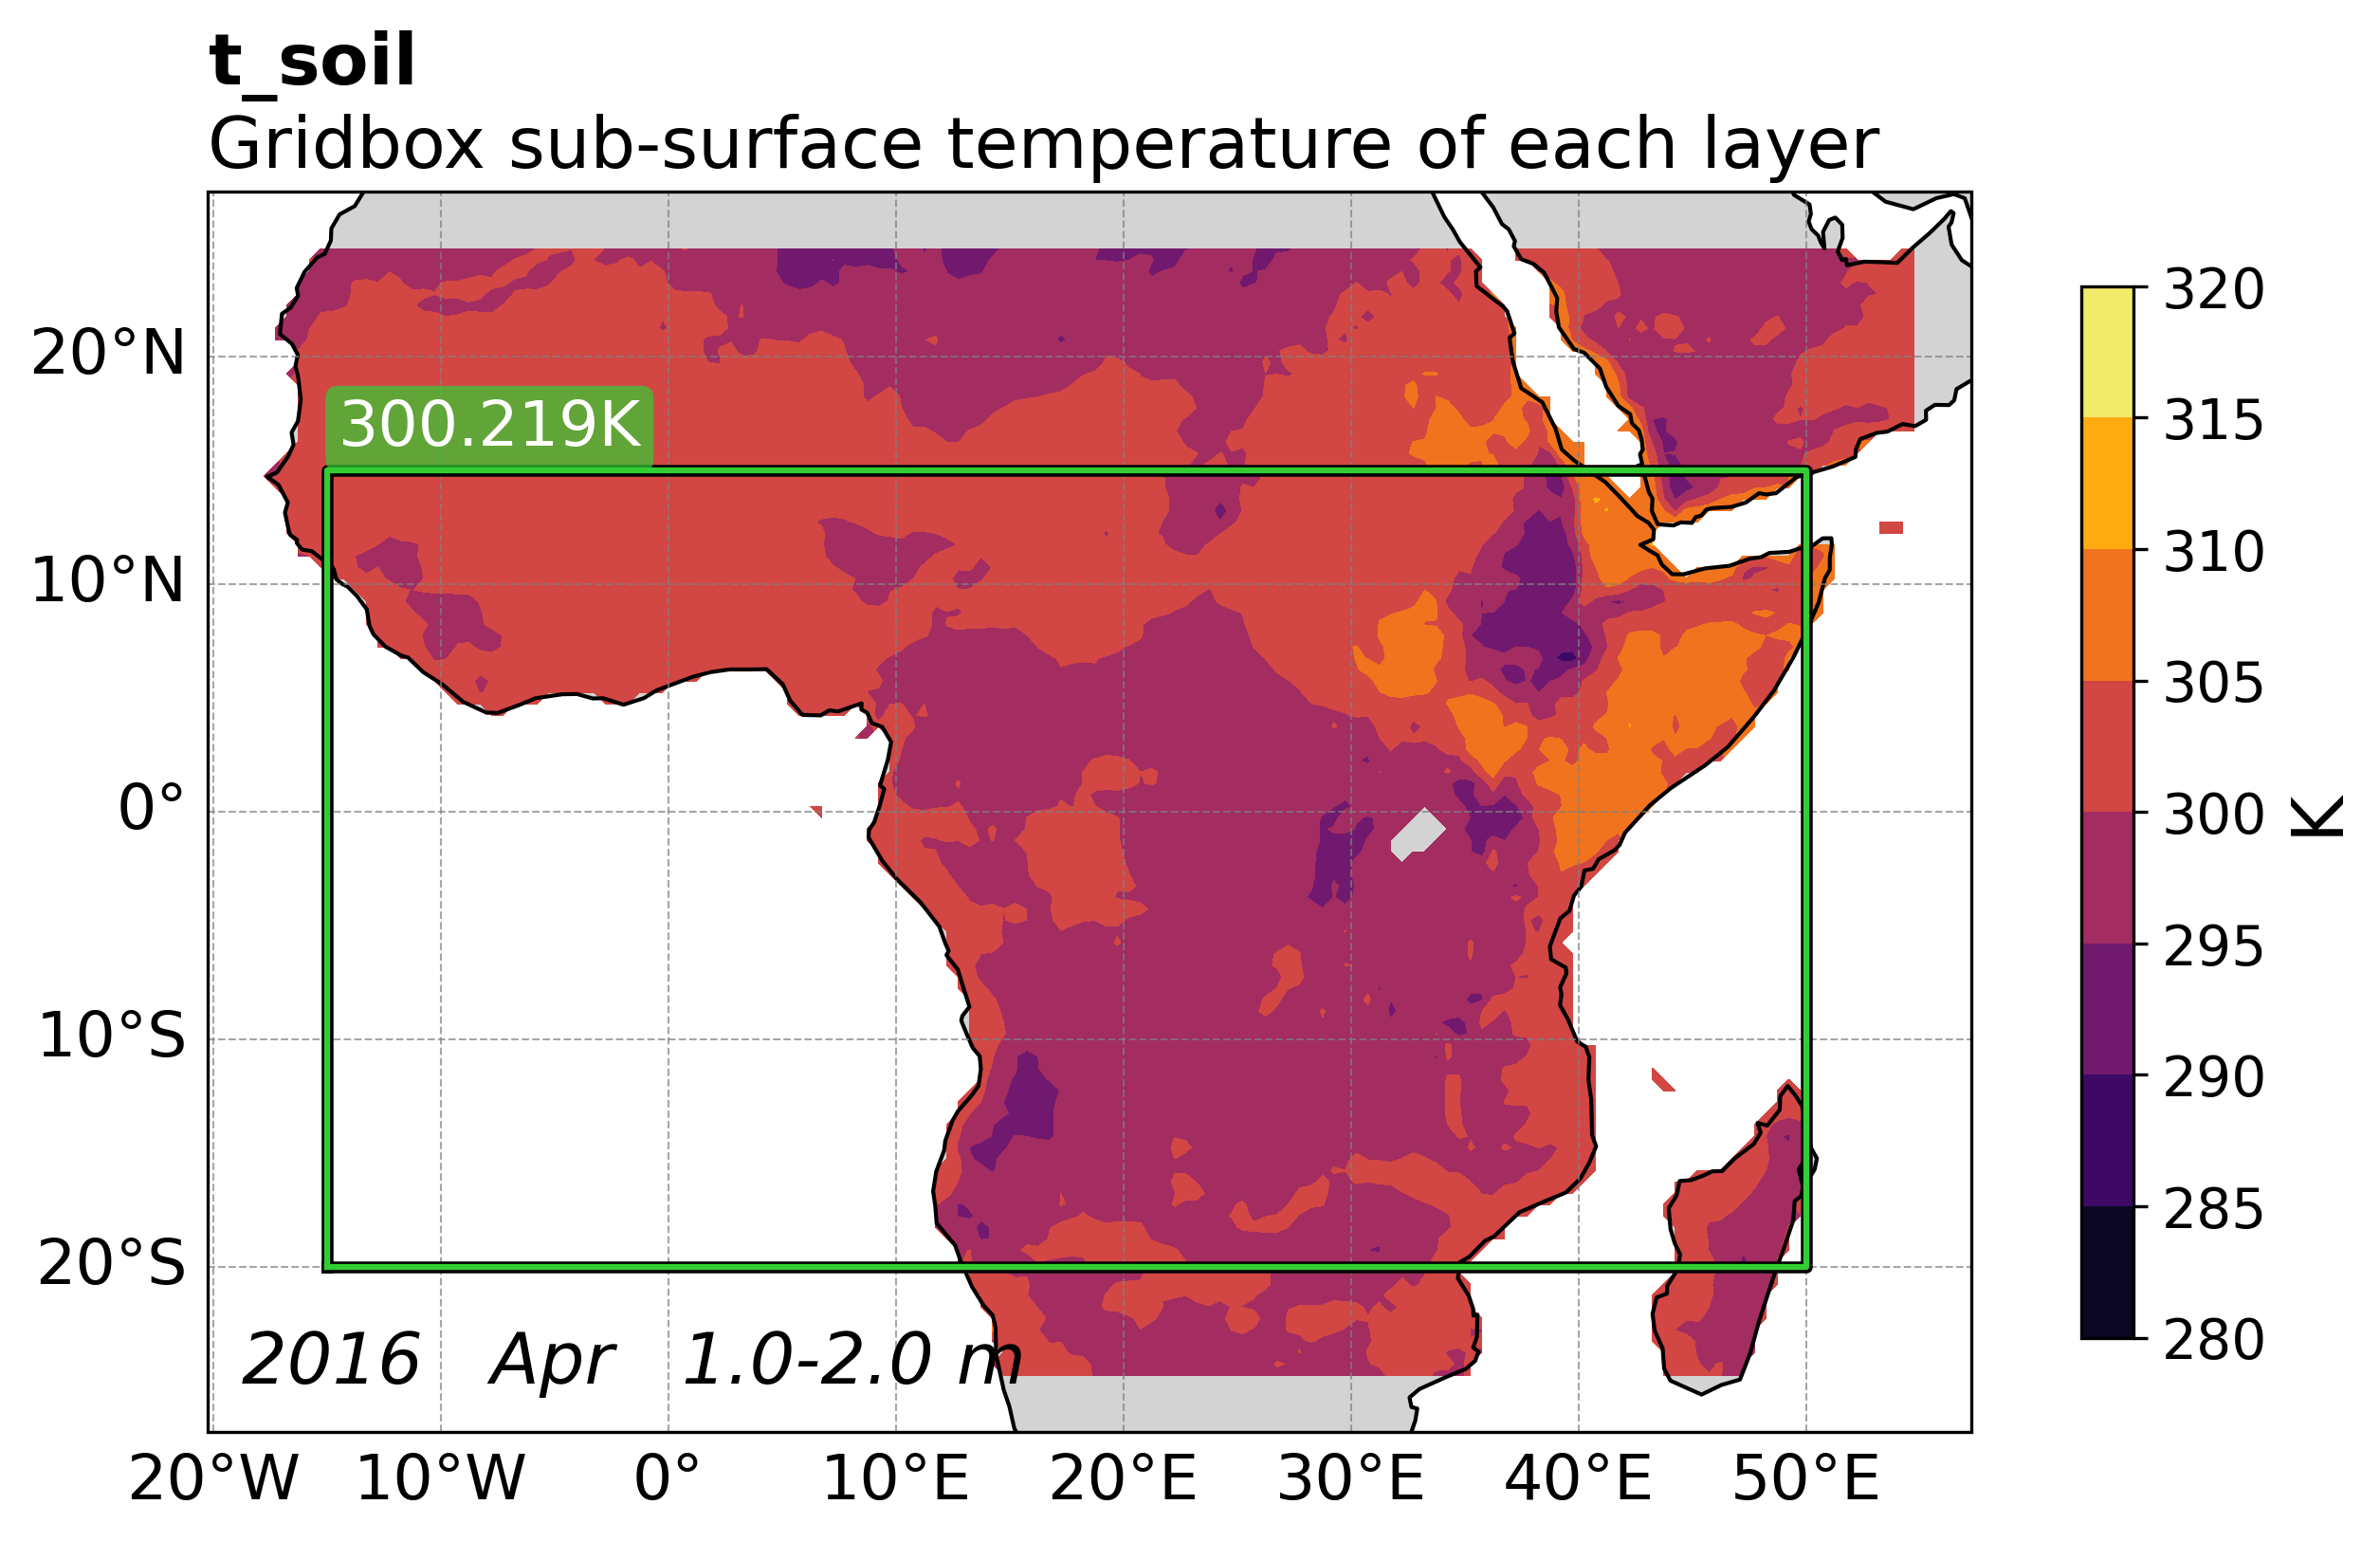 t_soil
Gridbox sub-surface temperature of each layer
300.219K
20°N
10°N
0°
10°S
20°S
2016 Apr 1.0-2.0 m
20°W 10°W 0° 10°E 20°E 30°E 40°E 50°E
320
315
310
305
300
295
290
285
280
K